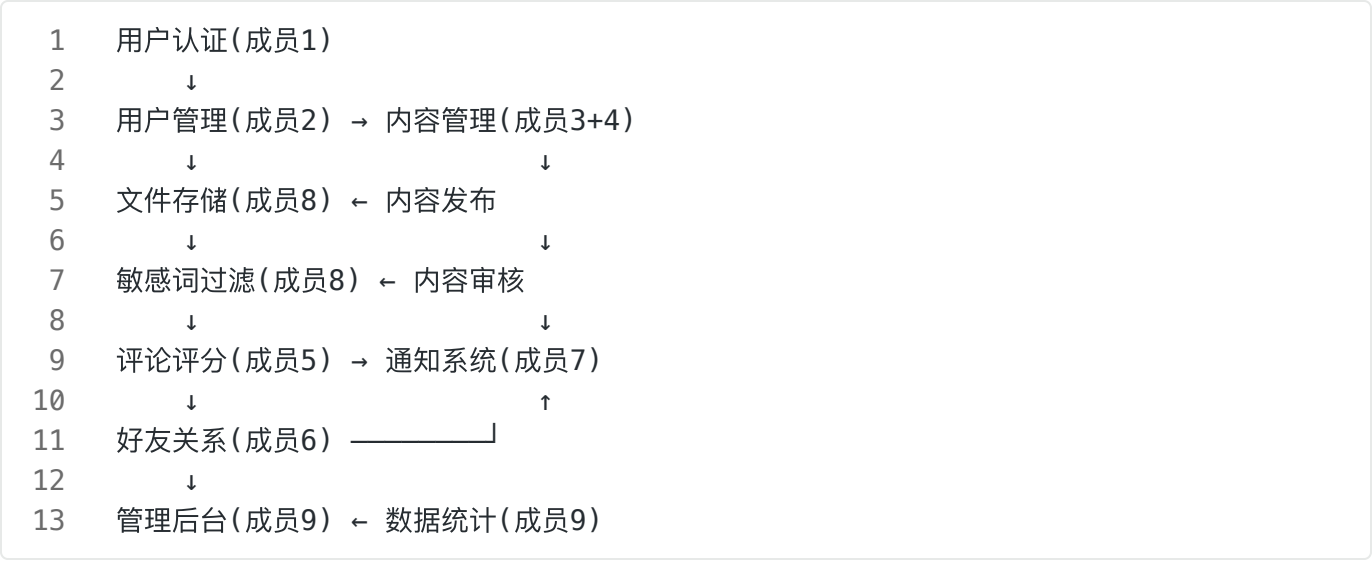 1 用户认证(成员1)
2 ↓
3 用户管理(成员2) → 内容管理(成员3+4)
4 ↓ ↓
5 文件存储(成员8) ← 内容发布
6 ↓ ↓
7 敏感词过滤(成员8) ← 内容审核
8 ↓ ↓
9 评论评分(成员5) → 通知系统(成员7)
10 ↓ ↑
11 好友关系(成员6) ────────┘
12 ↓
13 管理后台(成员9) ← 数据统计(成员9)